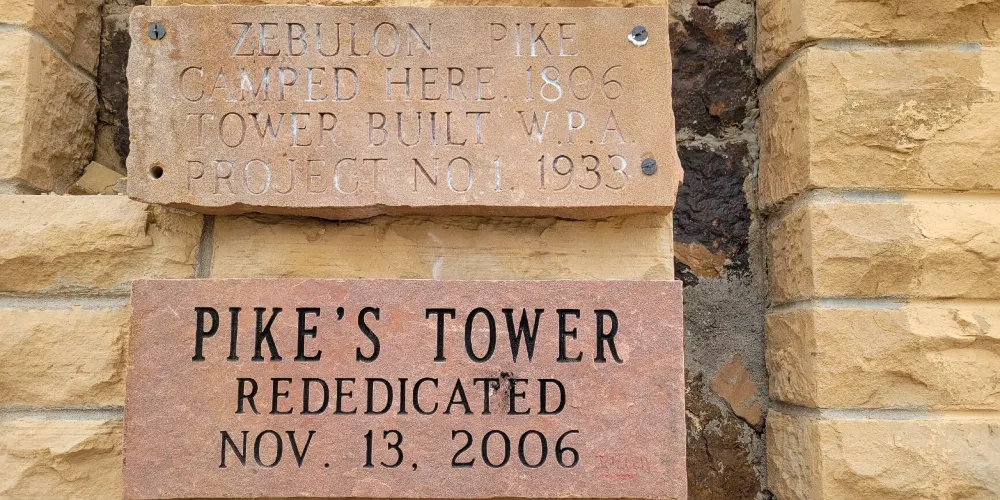 ZEBULON PIKE
CAMPED HERE. 1806
TOWER BUILT W.P.A.
PROJECT NO. 1. 1933
PIKE'S TOWER
REDEDICATED
NOV. 13, 2006